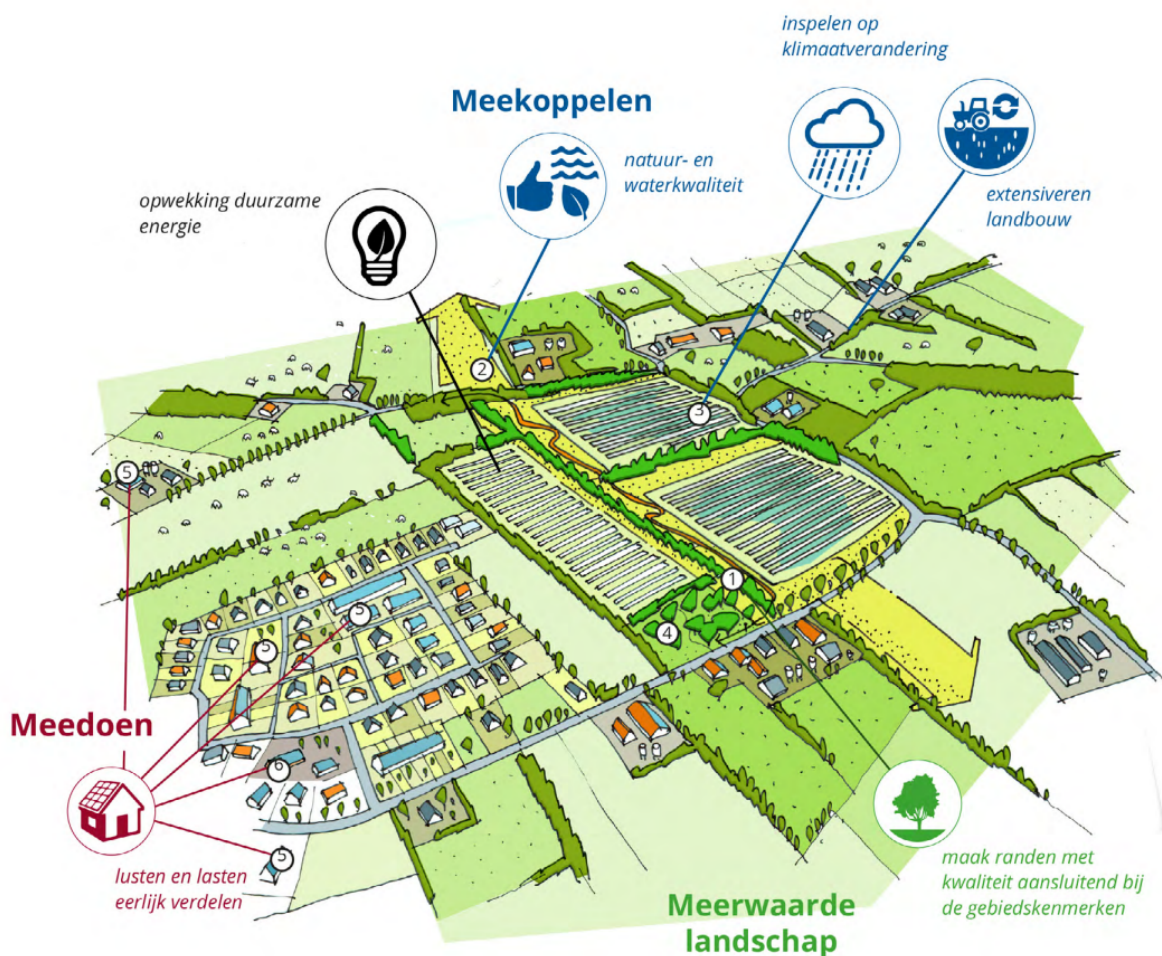 inspelen op
klimaatverandering
Meekoppelen
natuur- en
waterkwaliteit
extensiveren
landbouw
opwekking duurzame
energie
2
3
5
1
5
4
5
Meedoen
5
5
lusten en lasten
eerlijk verdelen
maak randen met
kwaliteit aansluitend bij
de gebiedskenmerken
Meerwaarde
landschap